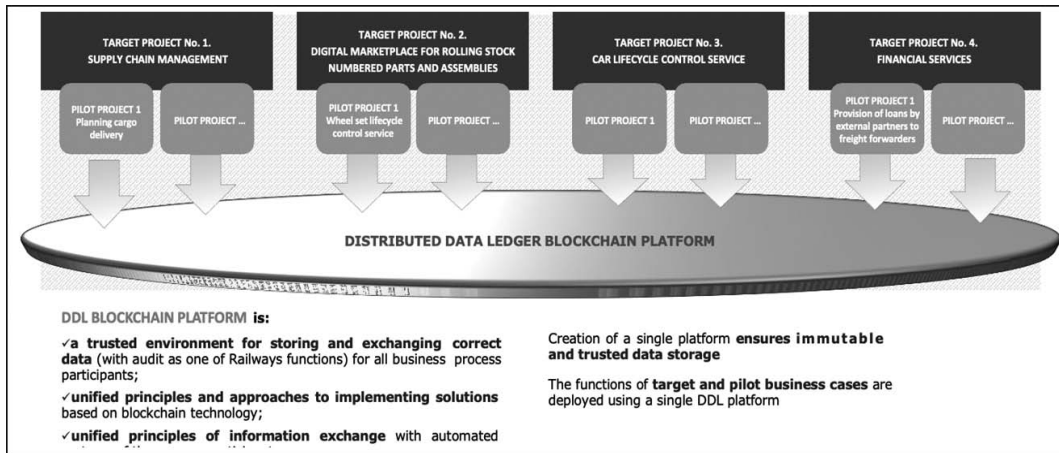 TARGET PROJECT No. 1.
SUPPLY CHAIN MANAGEMENT
TARGET PROJECT No. 2.
DIGITAL MARKETPLACE FOR ROLLING STOCK
NUMBERED PARTS AND ASSEMBLIES
TARGET PROJECT No. 3.
CAR LIFECYCLE CONTROL SERVICE
TARGET PROJECT No. 4.
FINANCIAL SERVICES
PILOT PROJECT 1
Planning cargo
delivery
PILOT PROJECT ...
PILOT PROJECT 1
Wheel set lifecycle
control service
PILOT PROJECT...
PILOT PROJECT 1
PILOT PROJECT...
PILOT PROJECT 1
Provision of loans by
external partners to
freight forwarders
PILOT PROJECT ...
DISTRIBUTED DATA LEDGER BLOCKCHAIN PLATFORM
DDL BLOCKCHAIN PLATFORM is:
✓a trusted environment for storing and exchanging correct
data (with audit as one of Railways functions) for all business process
participants;
✓unified principles and approaches to implementing solutions
based on blockchain technology;
✓unified principles of information exchange with automated
Creation of a single platform ensures immutable
and trusted data storage
The functions of target and pilot business cases are
deployed using a single DDL platform